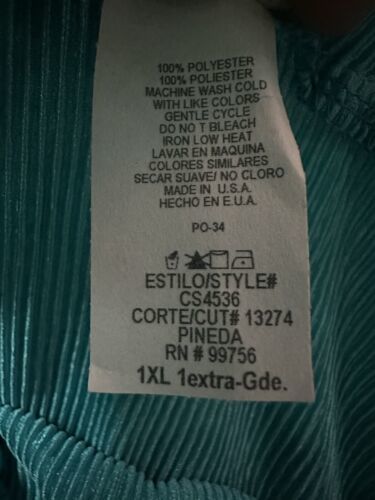 100% POLYESTER
100% POLIESTER
MACHINE WASH COLD
WITH LIKE COLORS
GENTLE CYCLE
DO NO T BLEACH
IRON LOW HEAT
LAVAR EN MAQUINA
COLORES SIMILARES
SECAR SUAVE/ NO CLORO
MADE IN U.S.A.
HECHO EN E.U.A.
PO-34
ESTILO/STYLE#
CS4536
CORTE/CUT# 13274
PINEDA
RN # 99756
1XL 1extra-Gde.